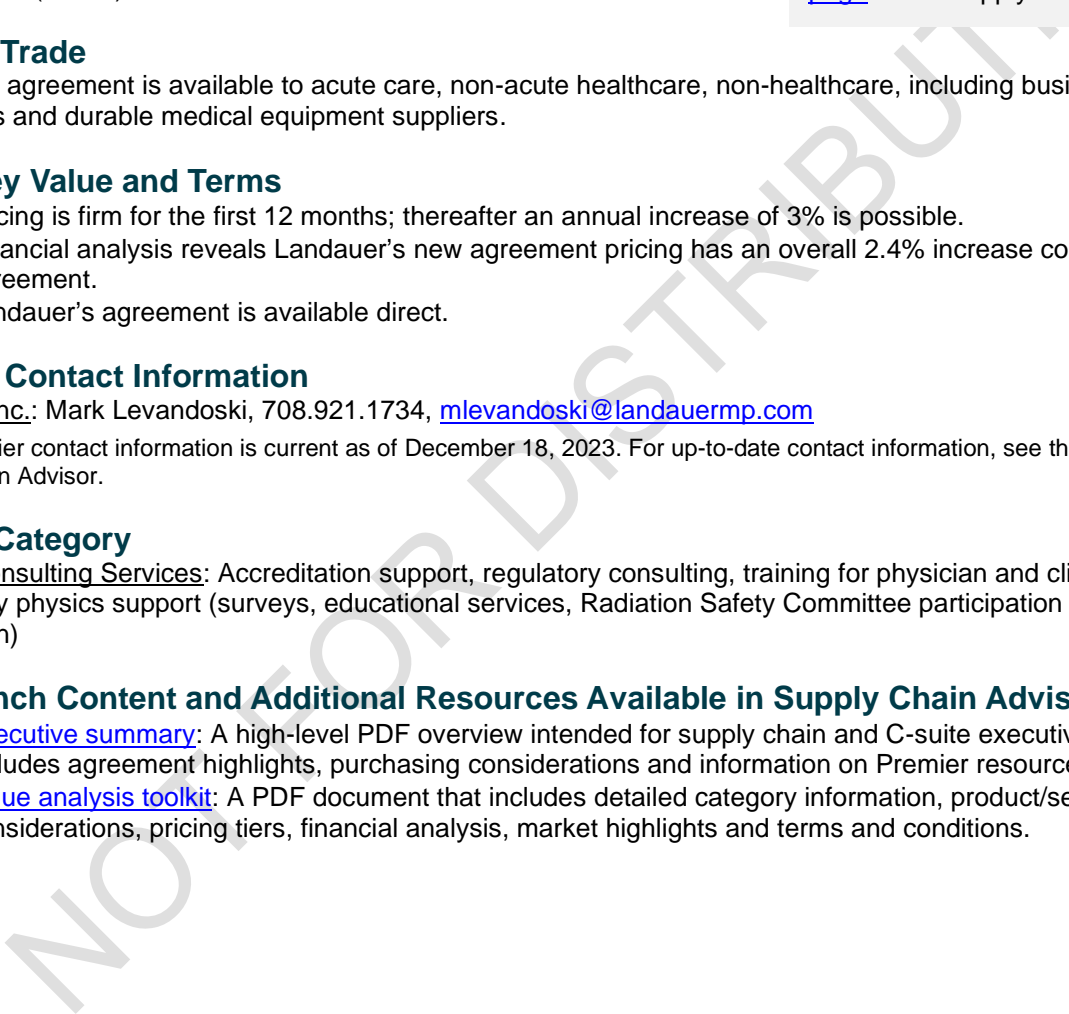 Trade
agreement is available to acute care, non-acute healthcare, non-healthcare, including busi
s and durable medical equipment suppliers.
ey Value and Terms
cing is firm for the first 12 months; thereafter an annual increase of 3% is possible.
ancial analysis reveals Landauer’s new agreement pricing has an overall 2.4% increase co
reement.
ndauer’s agreement is available direct.
Contact Information
nc.: Mark Levandoski, 708.921.1734, mlevandoski@landauermp.com
ier contact information is current as of December 18, 2023. For up-to-date contact information, see th
n Advisor.
Category
onsulting Services: Accreditation support, regulatory consulting, training for physician and cli
y physics support (surveys, educational services, Radiation Safety Committee participation
n)
nch Content and Additional Resources Available in Supply Chain Advis
ecutive summary: A high-level PDF overview intended for supply chain and C-suite executiv
ludes agreement highlights, purchasing considerations and information on Premier resourc
ue analysis toolkit: A PDF document that includes detailed category information, product/se
nsiderations, pricing tiers, financial analysis, market highlights and terms and conditions.
NOT FOR DISTRIBUT